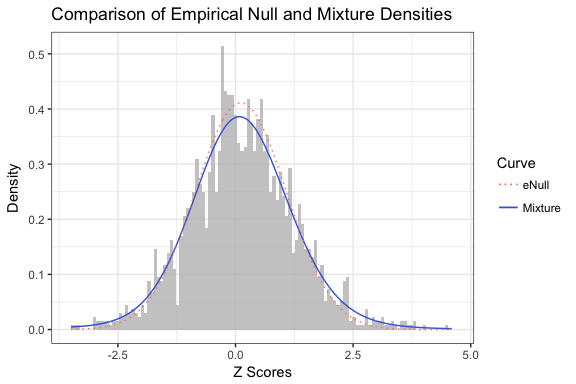 Comparison of Empirical Null and Mixture Densities
0.5
0.4
0.3
0.2
0.1
0.0
Density
-2.5
0.0
2.5
5.0
Z Scores
Curve
eNull
Mixture